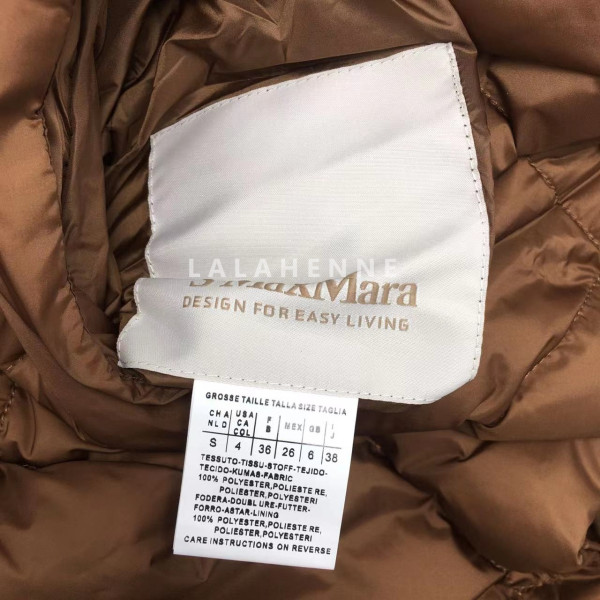 LALAHENNE
S MaxMara
DESIGN FOR EASY LIVING
GROSSE TAILLE TALLA SIZE TAGLIA
CHA NLD USA CA COL F B MEX GB I J
S 4 36 26 6 38
TESSUTO-TISSU-STOFF-TEJIDO-
TECIDO-KUMAS-FABRIC
100% POLYESTER,POLIESTE RE,
POLIESTER,POLYESTERI
FODERA-DOUBL URE-FUTTER-
FORRO-ASTAR-LINING
100% POLYESTER,POLIESTE RE,
POLIESTER,POLYESTERI
CARE INSTRUCTIONS ON REVERSE